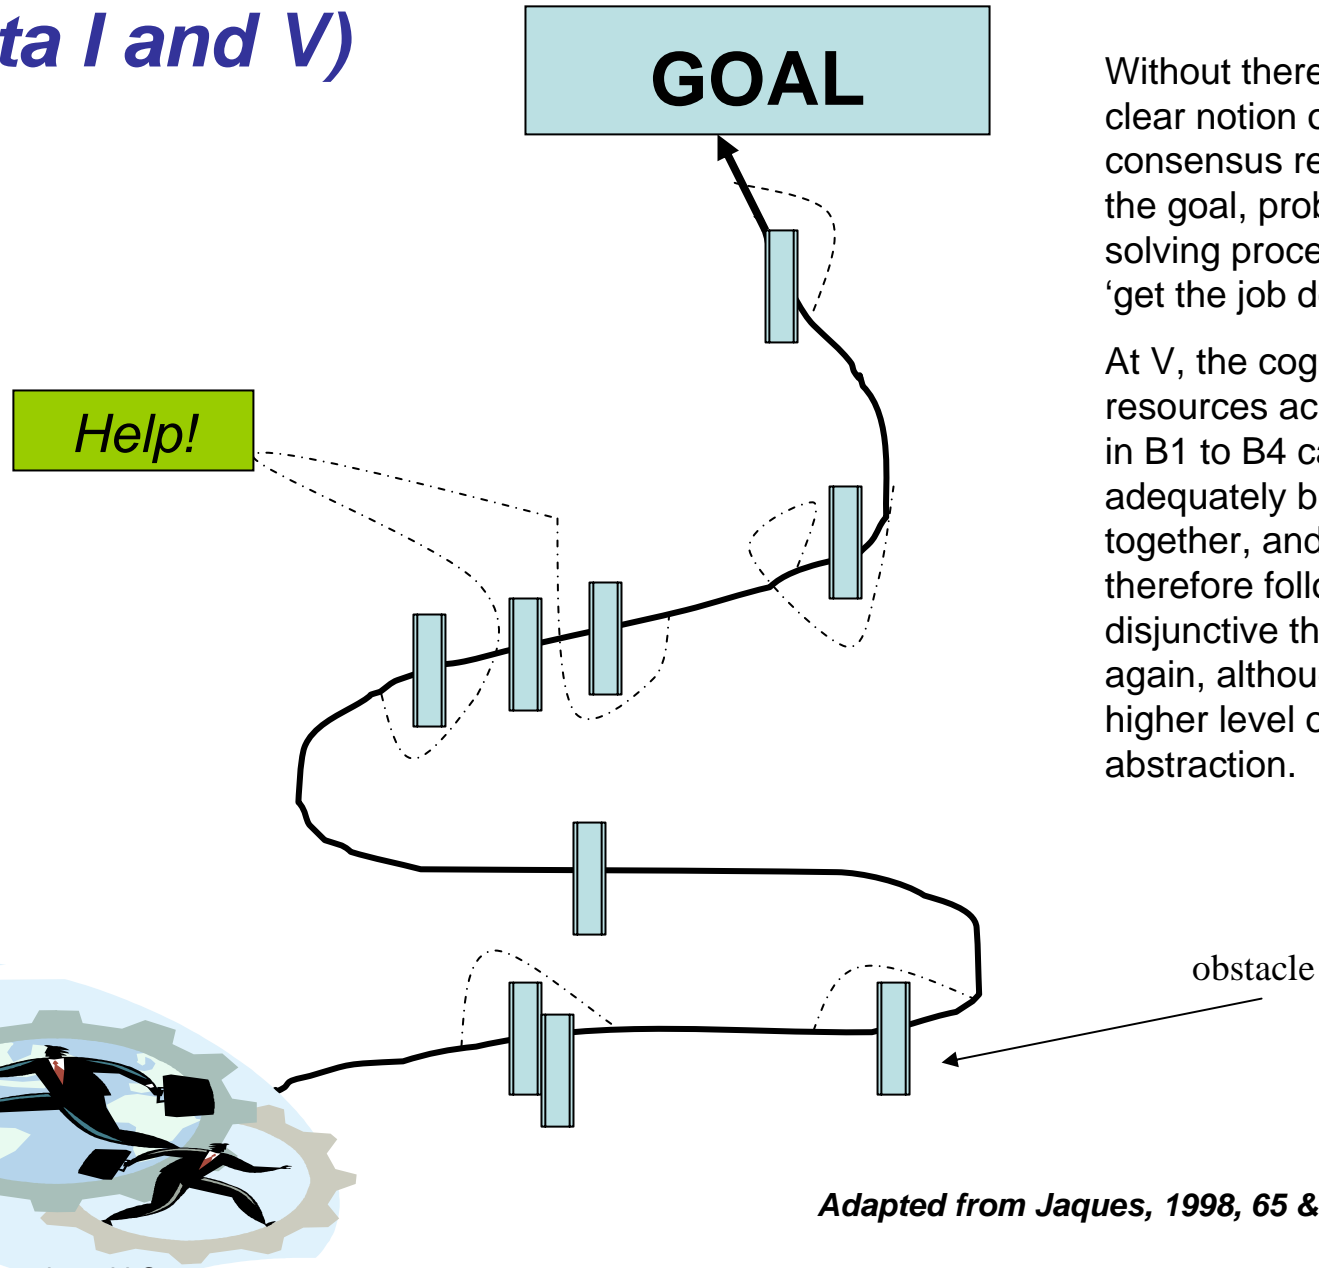 ta I and V)
GOAL
Without there
clear notion o
consensus re
the goal, prob
solving proce
‘get the job d
At V, the cog
resources ac
in B1 to B4 ca
adequately b
together, and
therefore follo
disjunctive th
again, althou
higher level o
abstraction.
Help!
obstacle
Adapted from Jaques, 1998, 65 &